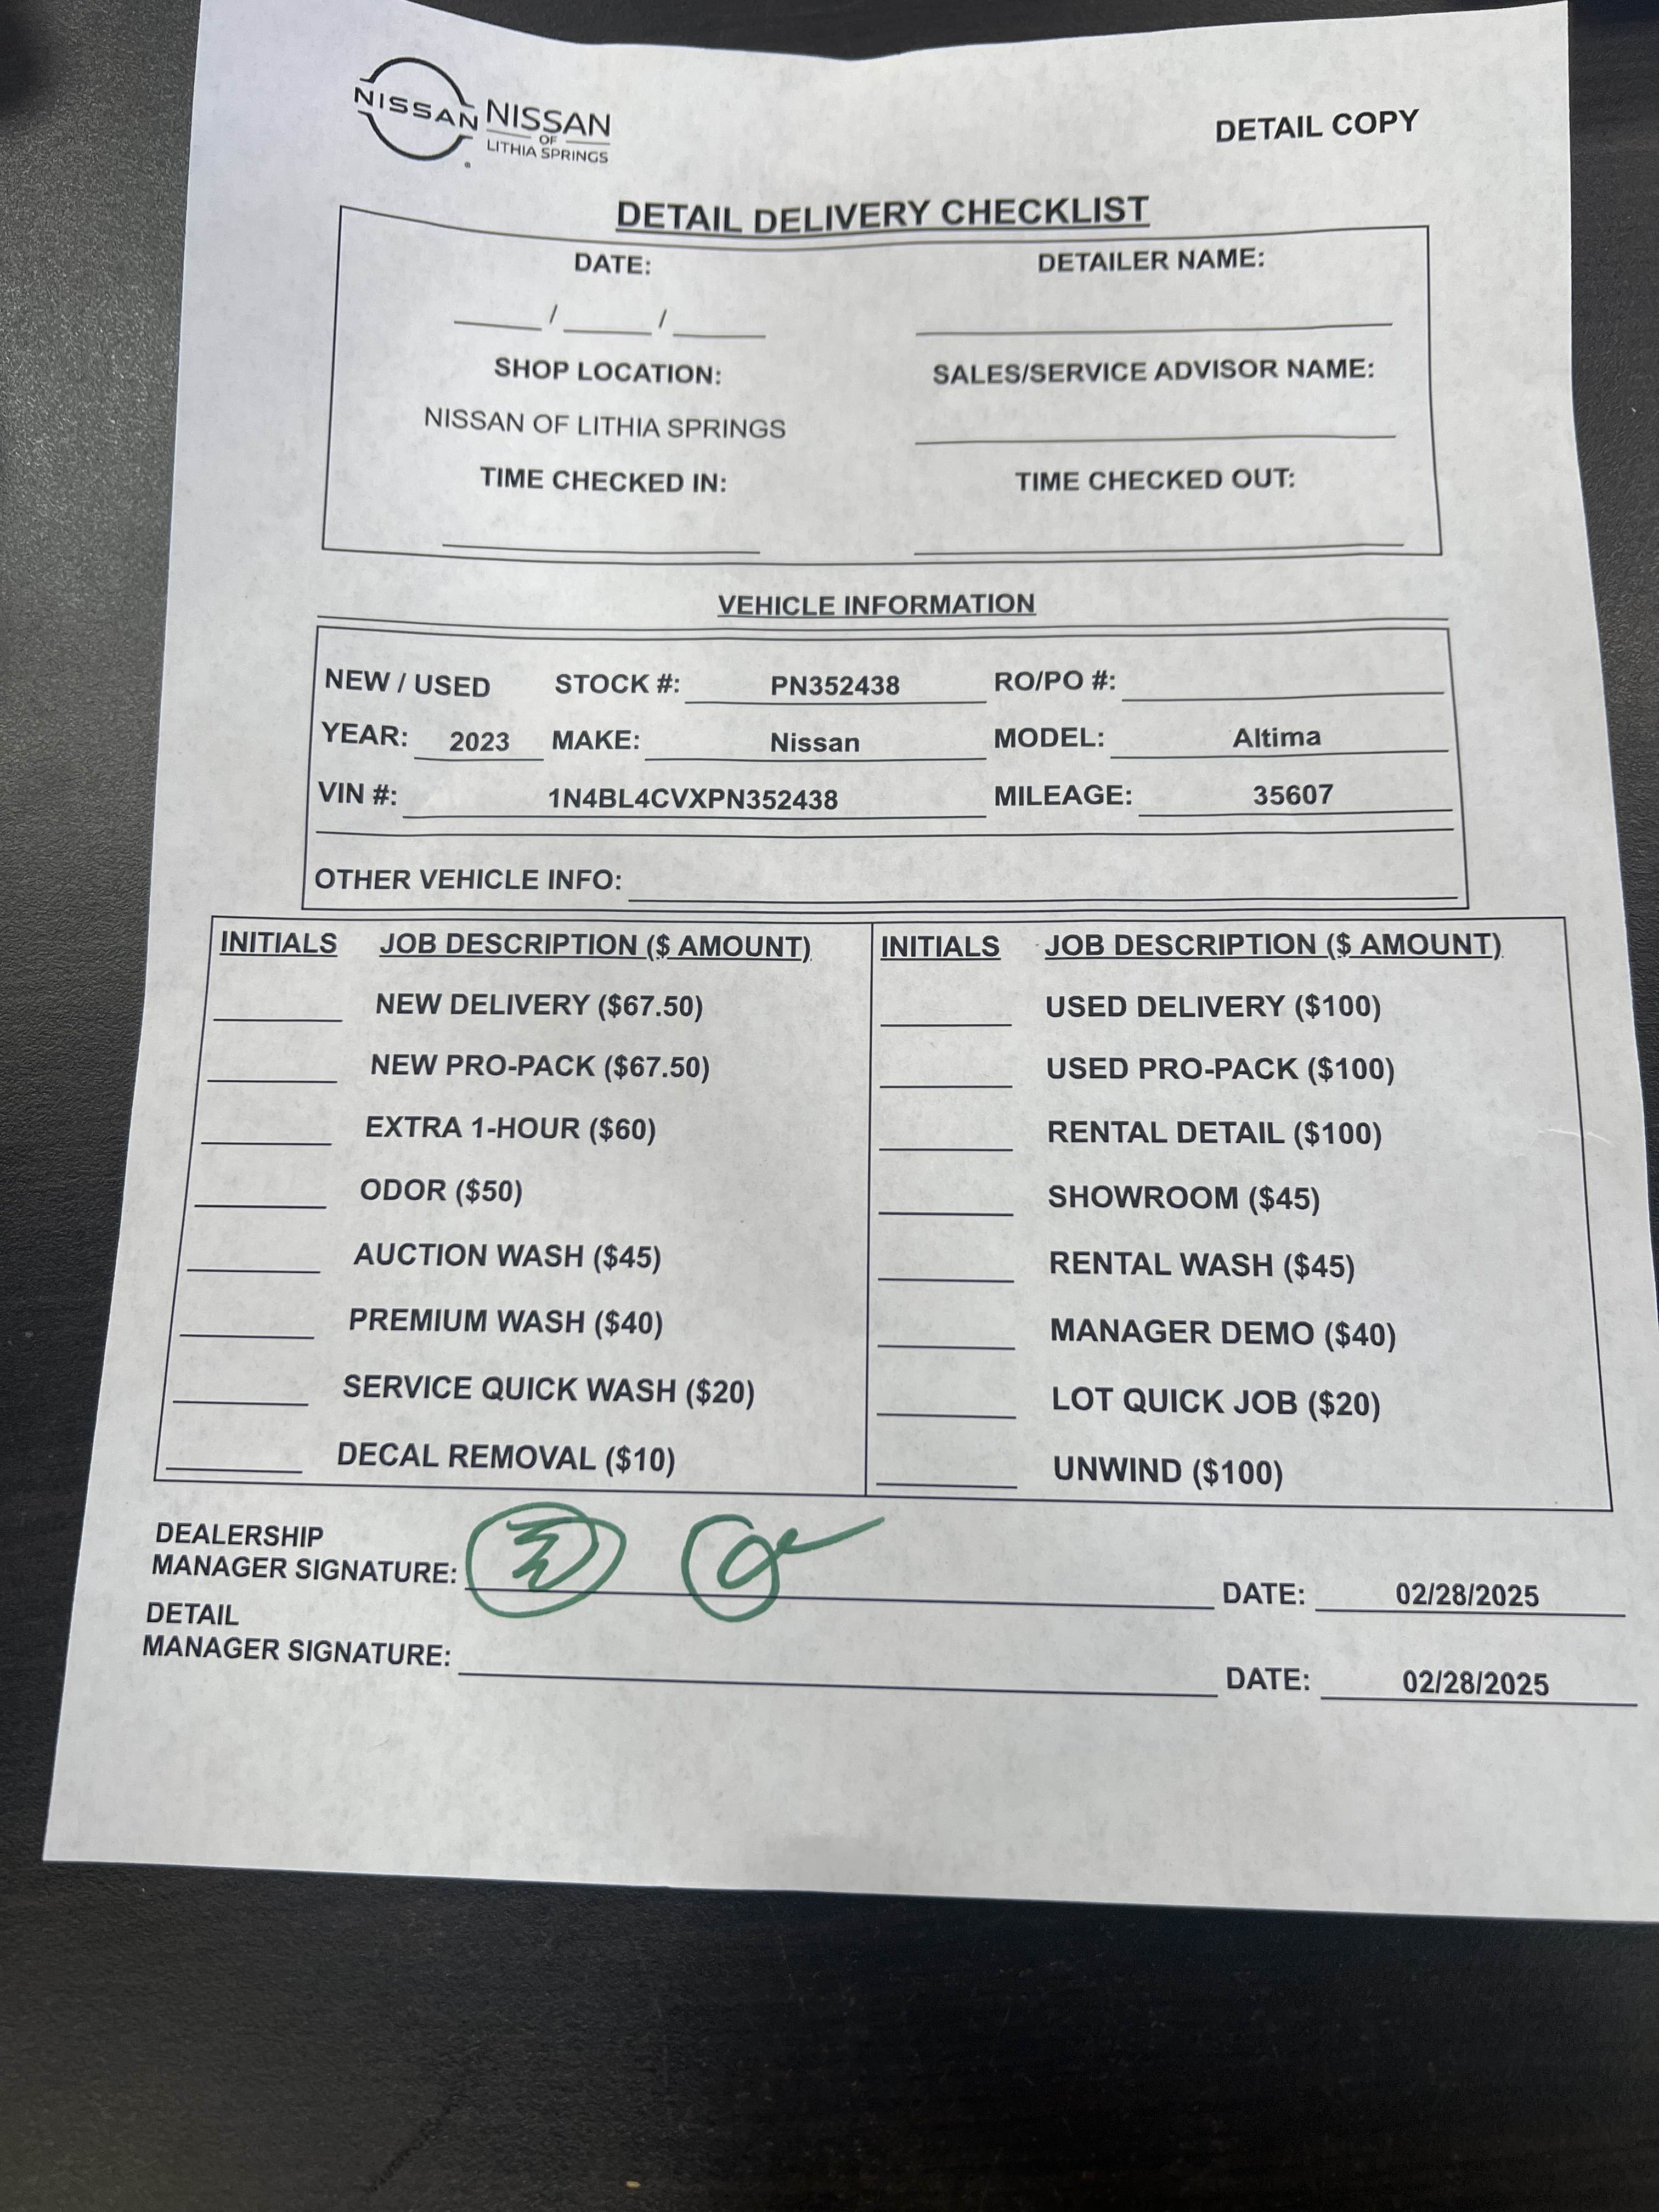 NISSAN NISSAN
OF
LITHIA SPRINGS
DETAIL COPY
DETAIL DELIVERY CHECKLIST
DATE: DETAILER NAME:
____ / ____ / ____
SHOP LOCATION: SALES/SERVICE ADVISOR NAME:
NISSAN OF LITHIA SPRINGS
TIME CHECKED IN: TIME CHECKED OUT:
VEHICLE INFORMATION
NEW / USED STOCK #: PN352438 RO/PO #:
YEAR: 2023 MAKE: Nissan MODEL: Altima
VIN #: 1N4BL4CVXPN352438 MILEAGE: 35607
OTHER VEHICLE INFO:
INITIALS JOB DESCRIPTION ($ AMOUNT) INITIALS JOB DESCRIPTION ($ AMOUNT)
NEW DELIVERY ($67.50) USED DELIVERY ($100)
NEW PRO-PACK ($67.50) USED PRO-PACK ($100)
EXTRA 1-HOUR ($60) RENTAL DETAIL ($100)
ODOR ($50) SHOWROOM ($45)
AUCTION WASH ($45) RENTAL WASH ($45)
PREMIUM WASH ($40) MANAGER DEMO ($40)
SERVICE QUICK WASH ($20) LOT QUICK JOB ($20)
DECAL REMOVAL ($10) UNWIND ($100)
DEALERSHIP
MANAGER SIGNATURE: DATE: 02/28/2025
DETAIL
MANAGER SIGNATURE: DATE: 02/28/2025